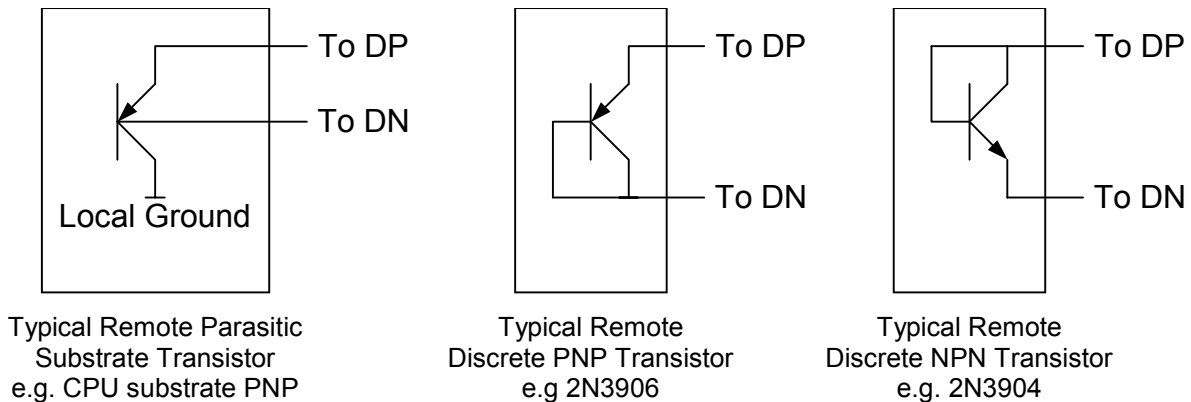 To DP
To DN
Local Ground
Typical Remote Parasitic
Substrate Transistor
e.g. CPU substrate PNP
To DP
To DN
Typical Remote
Discrete PNP Transistor
e.g 2N3906
To DP
To DN
Typical Remote
Discrete NPN Transistor
e.g. 2N3904